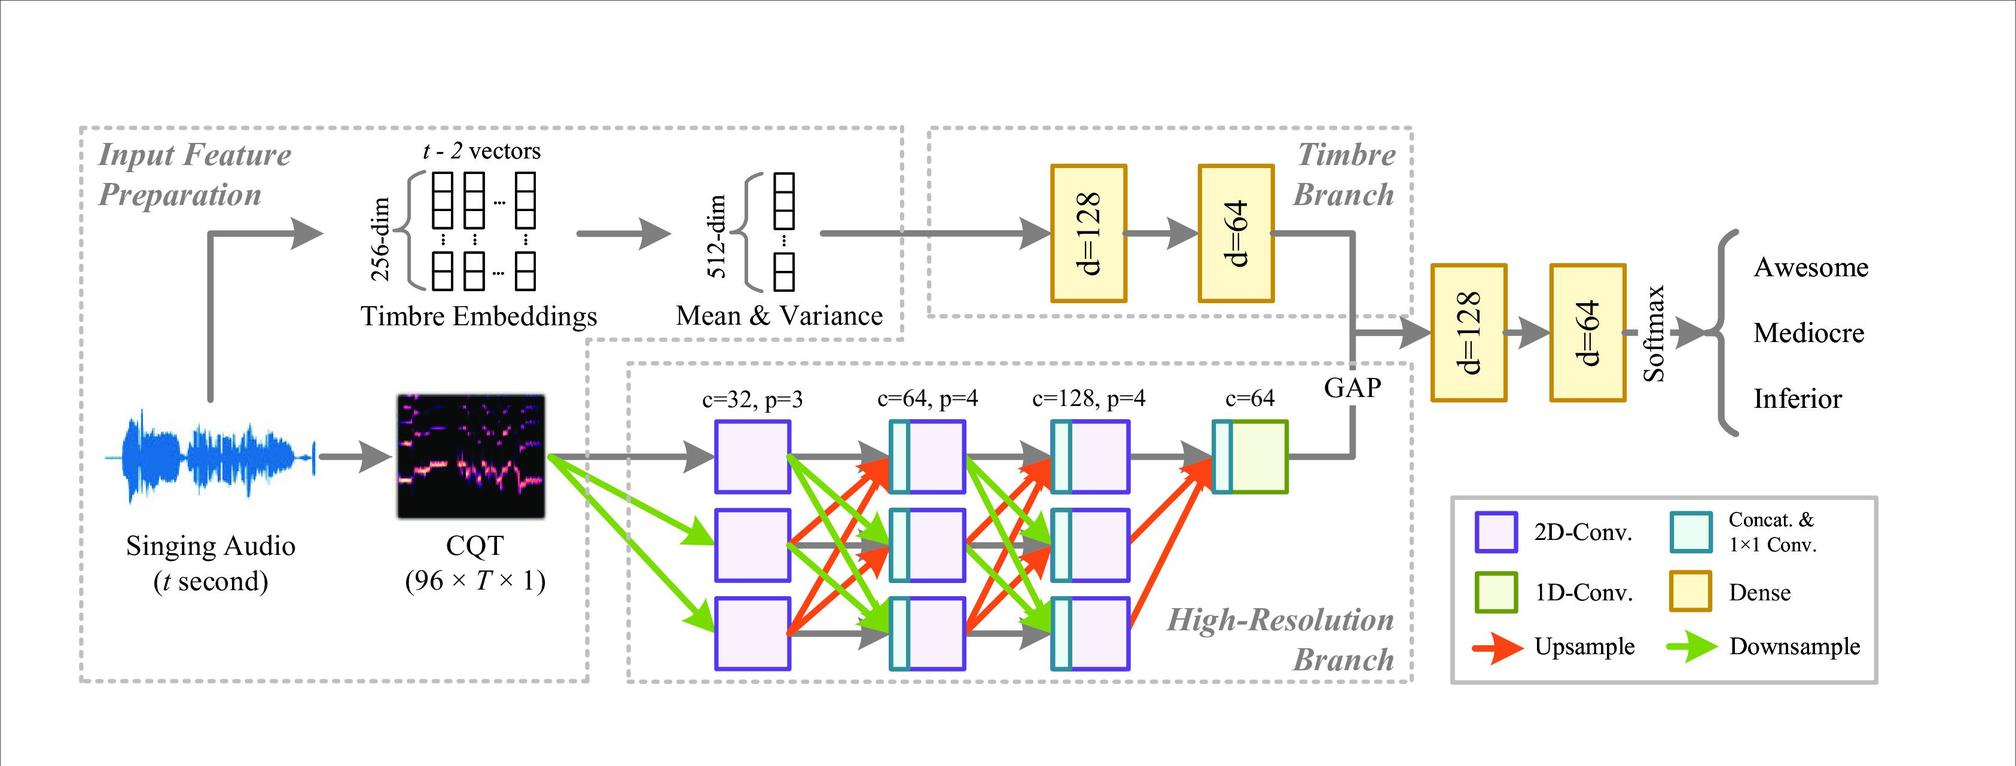 Input Feature
Preparation
t - 2 vectors
256-dim
Timbre Embeddings
512-dim
Mean & Variance
Timbre
Branch
d=128
d=64
d=128
d=64
Softmax
Awesome
Mediocre
Inferior
Singing Audio
(t second)
CQT
(96 × T × 1)
c=32, p=3
c=64, p=4
c=128, p=4
c=64
GAP
High-Resolution
Branch
2D-Conv.
Concat. &
1×1 Conv.
1D-Conv.
Dense
Upsample
Downsample